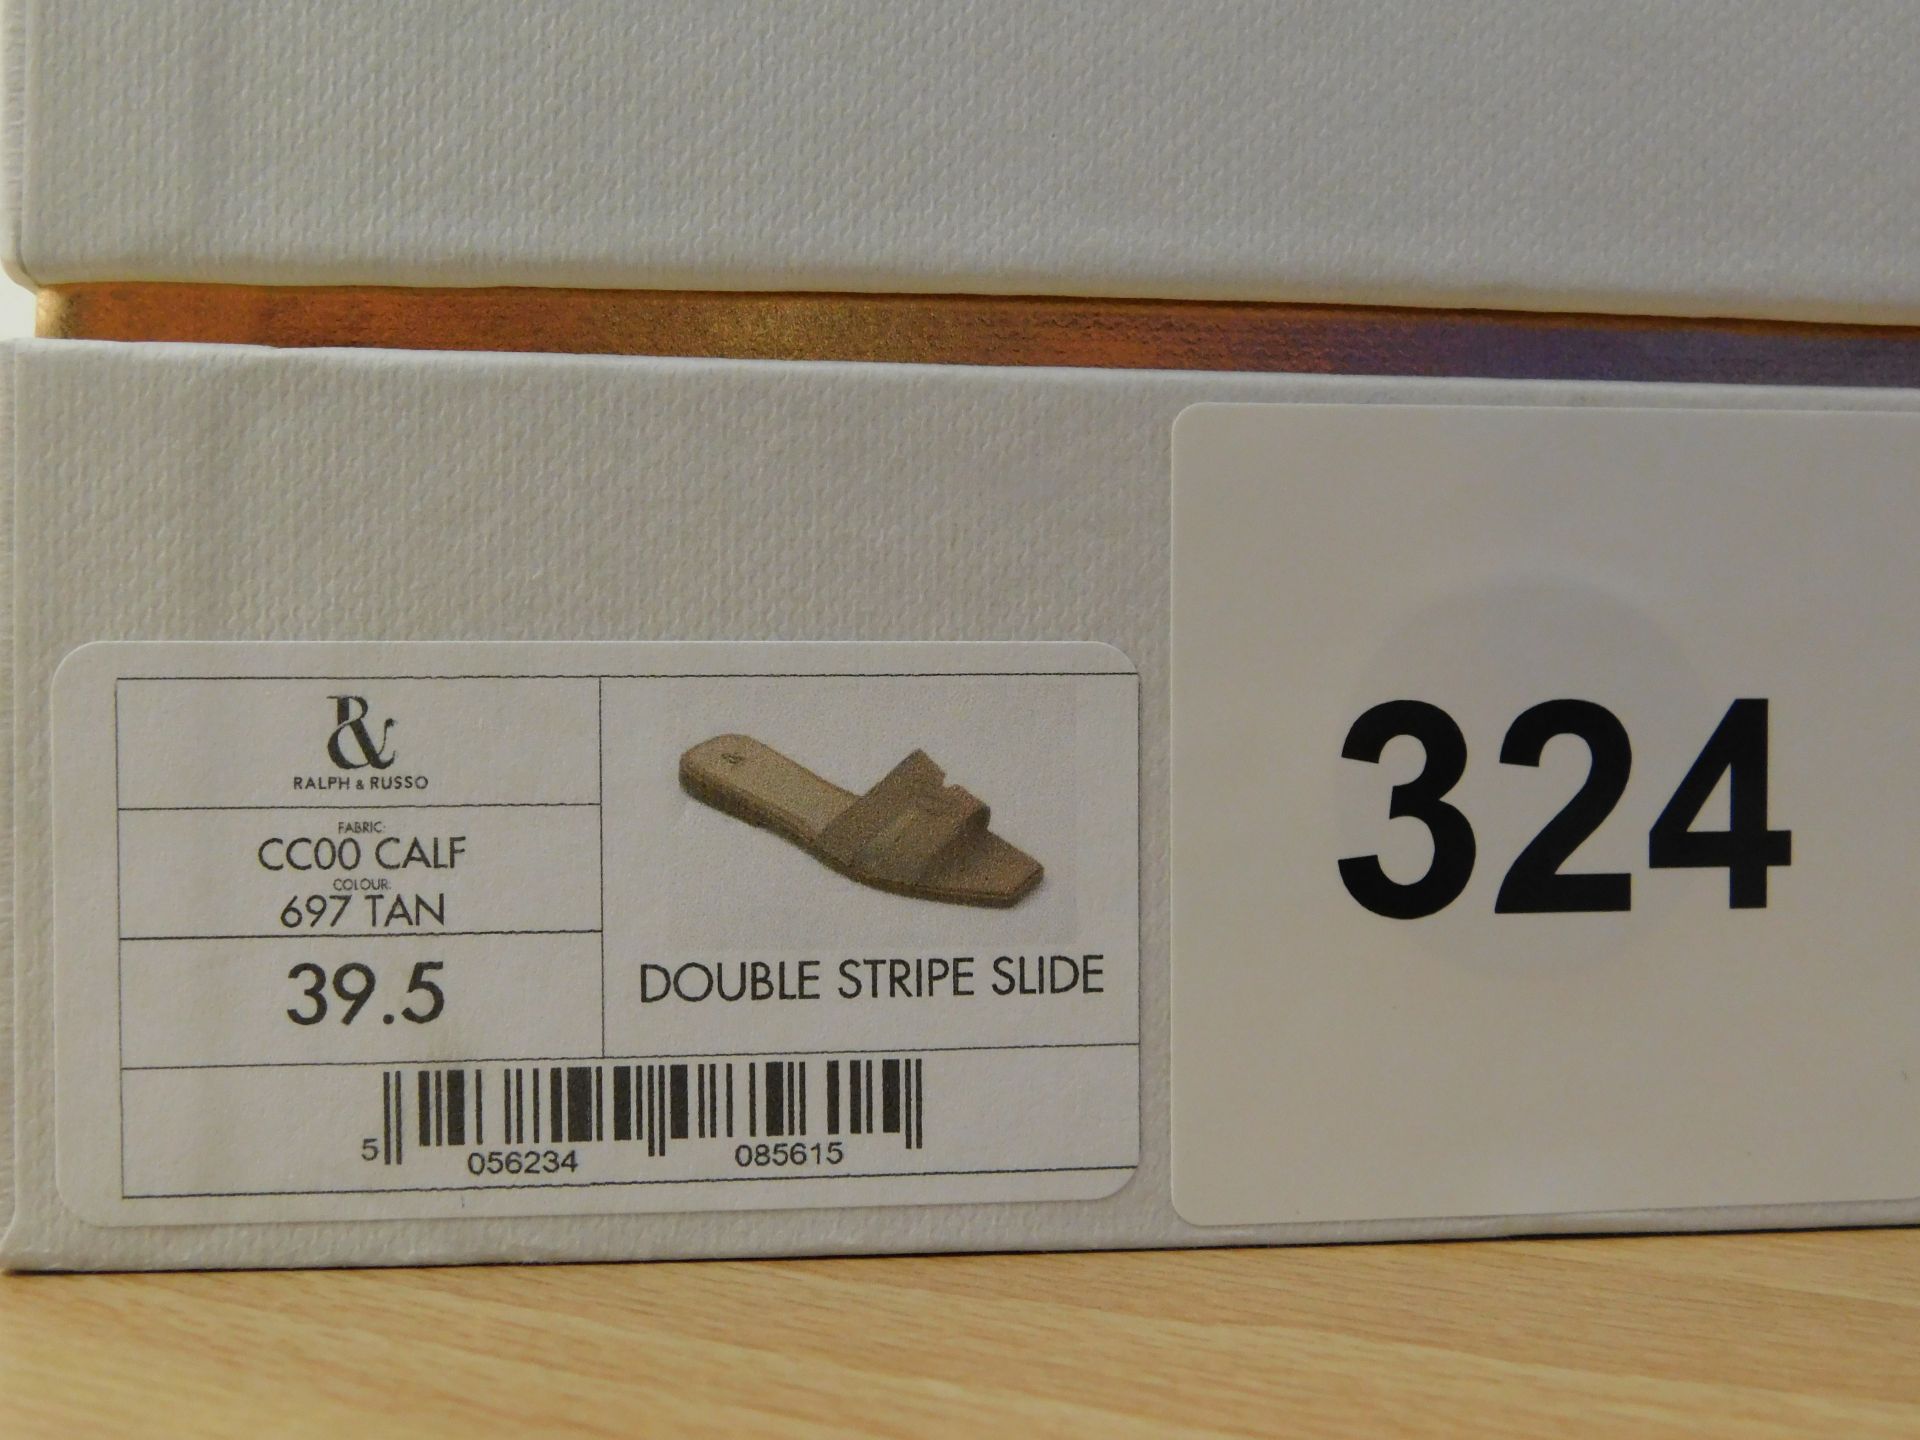 R&
RALPH & RUSSO
FABRIC:
CC00 CALF
COLOUR:
697 TAN
39.5
DOUBLE STRIPE SLIDE
5 056234 085615
324